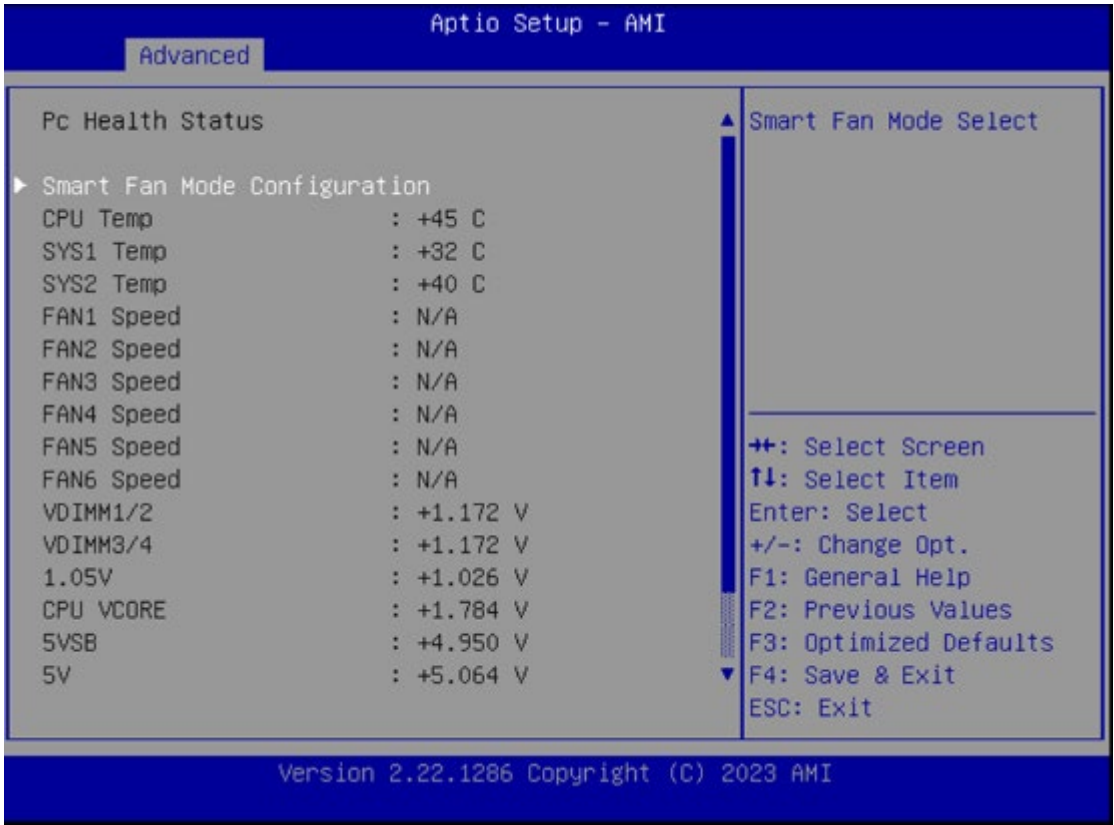 Aptio Setup – AMI
Advanced
Pc Health Status
Smart Fan Mode Configuration
CPU Temp : +45 C
SYS1 Temp : +32 C
SYS2 Temp : +40 C
FAN1 Speed : N/A
FAN2 Speed : N/A
FAN3 Speed : N/A
FAN4 Speed : N/A
FAN5 Speed : N/A
FAN6 Speed : N/A
VDIMM1/2 : +1.172 V
VDIMM3/4 : +1.172 V
1.05V : +1.026 V
CPU VCORE : +1.784 V
5VSB : +4.950 V
5V : +5.064 V
Smart Fan Mode Select
→←: Select Screen
↑↓: Select Item
Enter: Select
+/-: Change Opt.
F1: General Help
F2: Previous Values
F3: Optimized Defaults
F4: Save & Exit
ESC: Exit
Version 2.22.1286 Copyright (C) 2023 AMI